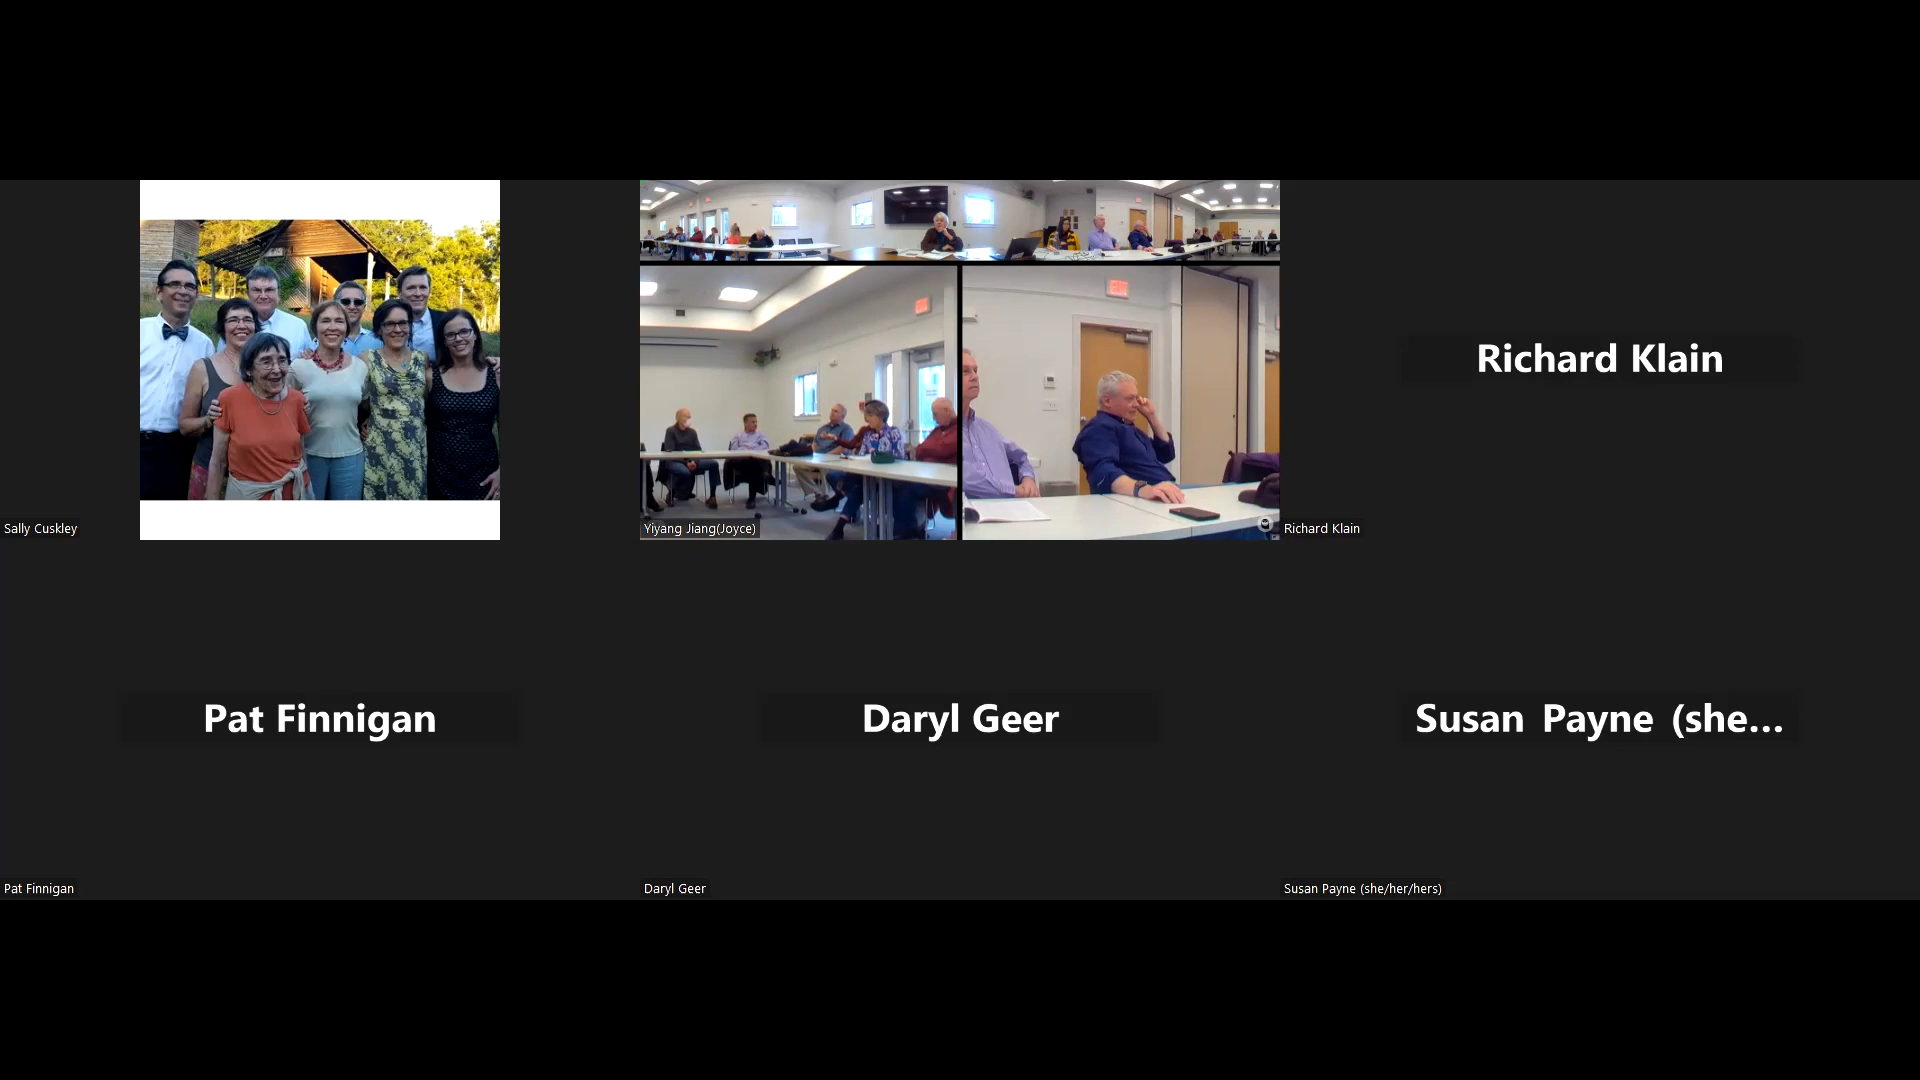 Richard Klain
Sally Cuskley
Yiyang Jiang(Joyce)
Richard Klain
Pat Finnigan
Daryl Geer
Susan Payne (she...
Pat Finnigan
Daryl Geer
Susan Payne (she/her/hers)